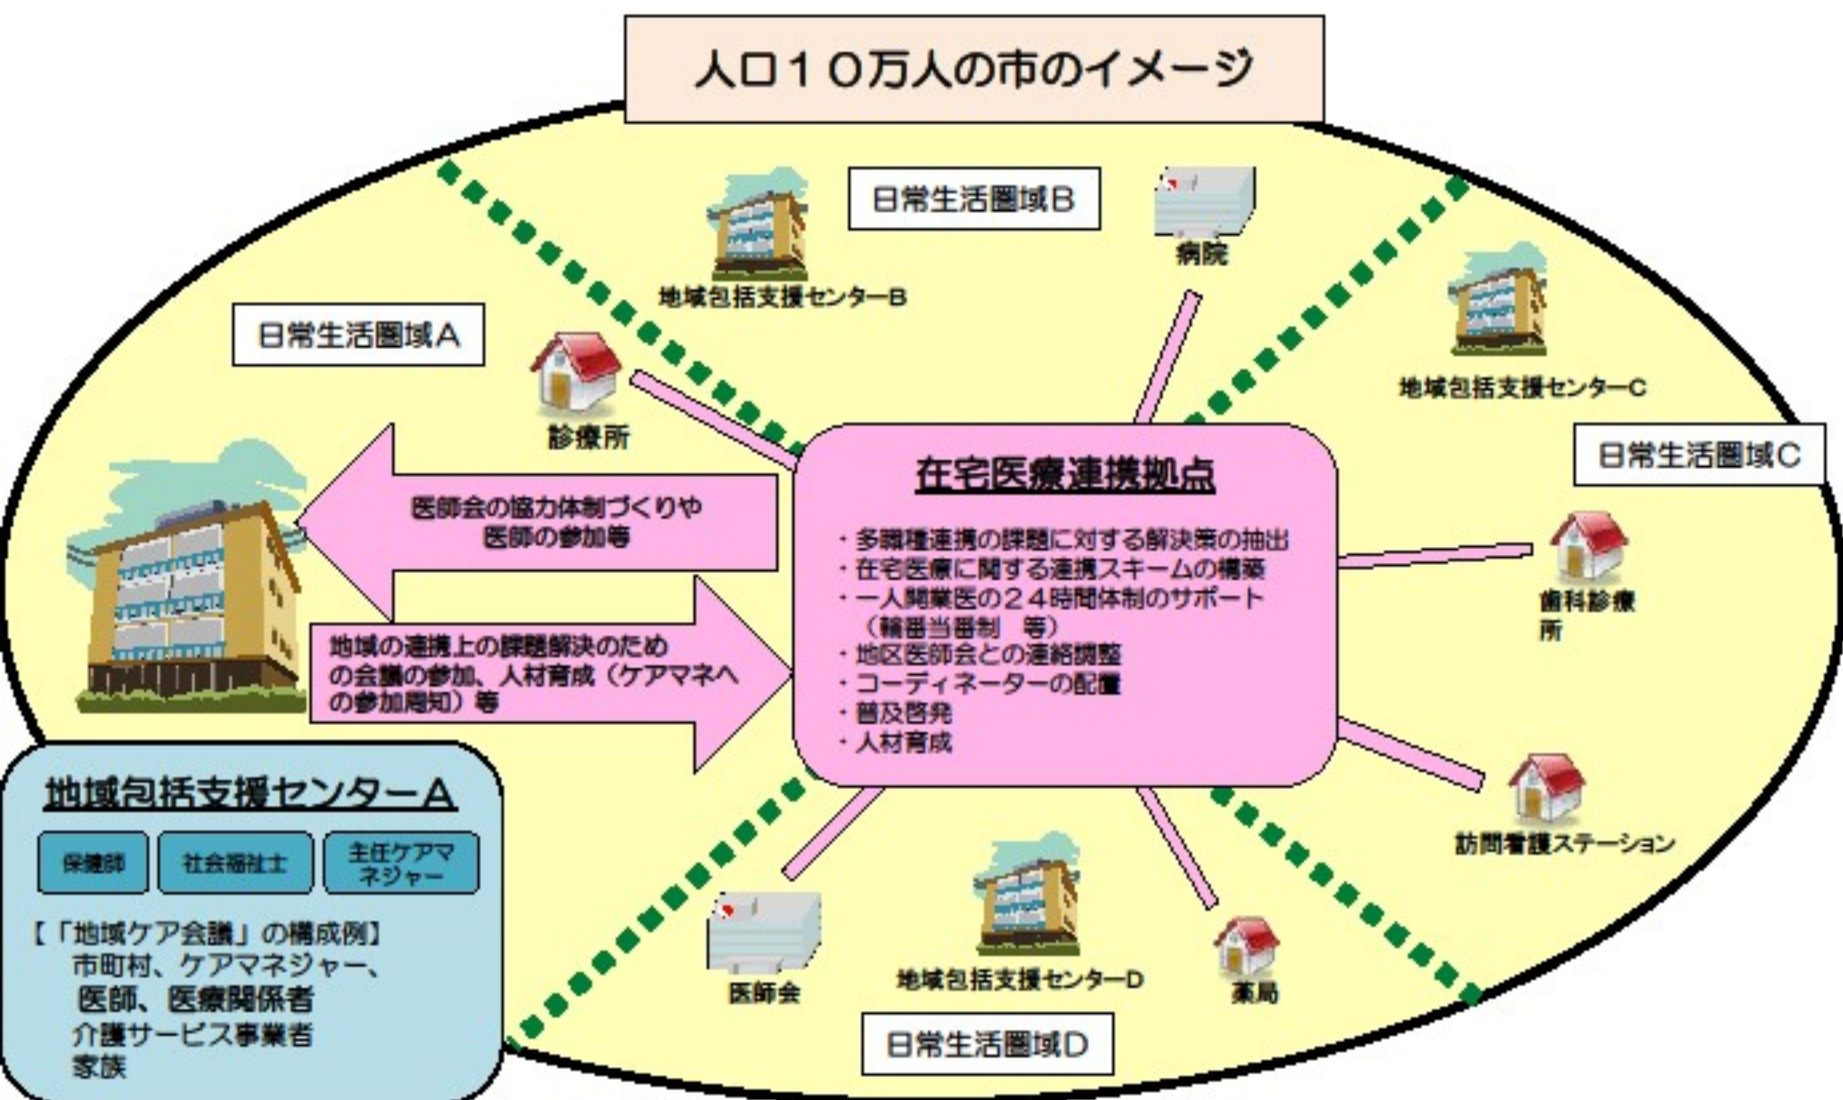 人口１０万人の市のイメージ
日常生活圏域B
病院
地域包括支援センターB
日常生活圏域A
診療所
地域包括支援センターC
日常生活圏域C
医師会の協力体制づくりや
医師の参加等
地域の連携上の課題解決のため
の会議の参加、人材育成（ケアマネへ
の参加周知）等
在宅医療連携拠点
・多職種連携の課題に対する解決策の抽出
・在宅医療に関する連携スキームの構築
・一人開業医の２４時間体制のサポート
（輪番当番制　等）
・地区医師会との連絡調整
・コーディネーターの配置
・普及啓発
・人材育成
歯科診療
所
訪問看護ステーション
地域包括支援センターA
保健師
社会福祉士
主任ケアマ
ネジャー
【「地域ケア会議」の構成例】
市町村、ケアマネジャー、
医師、医療関係者
介護サービス事業者
家族
医師会
地域包括支援センターD
薬局
日常生活圏域D